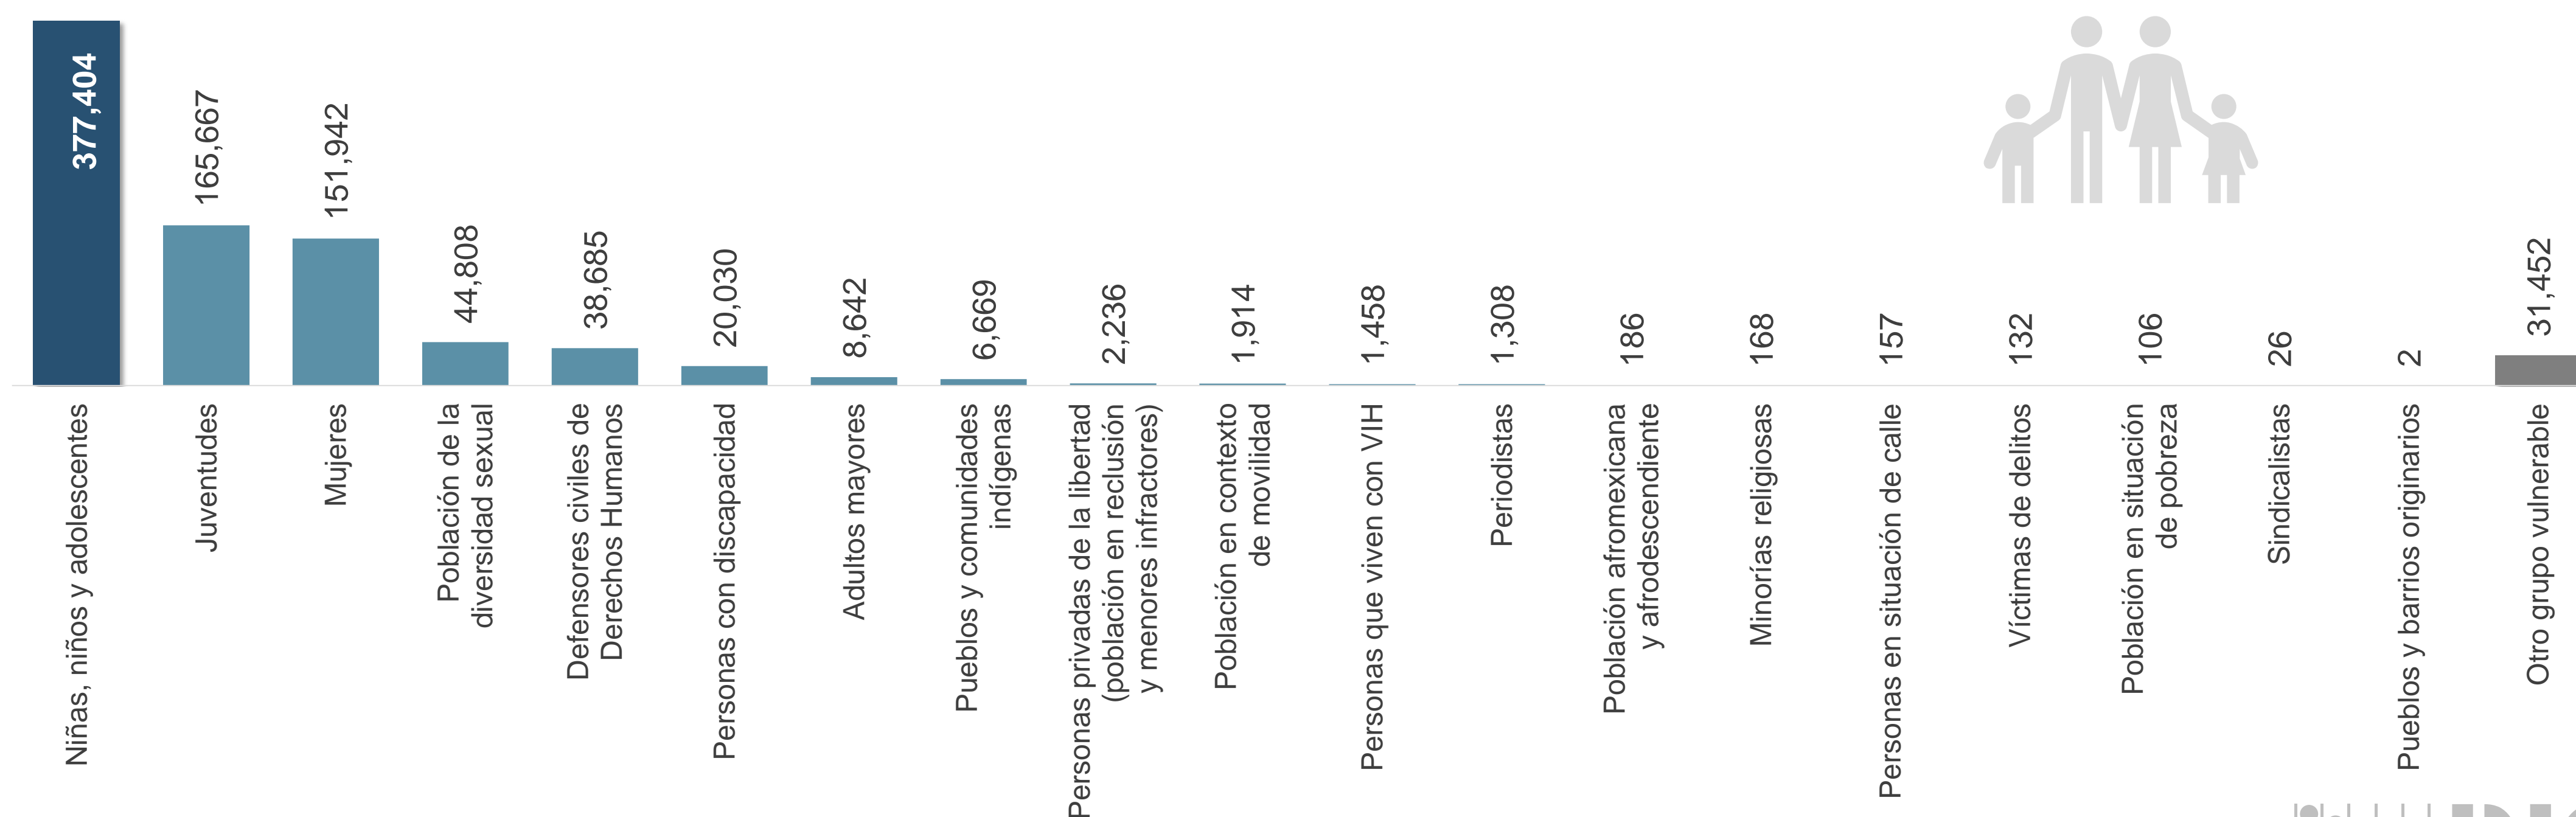 377,404
165,667
151,942
44,808
38,685
20,030
8,642
6,669
2,236
1,914
1,458
1,308
186
168
157
132
106
26
2
31,452
Niñas, niños y adolescentes
Juventudes
Mujeres
Población de la
diversidad sexual
Defensores civiles de
Derechos Humanos
Personas con discapacidad
Adultos mayores
Pueblos y comunidades
indígenas
Personas privadas de la libertad
(población en reclusión
y menores infractores)
Población en contexto
de movilidad
Personas que viven con VIH
Periodistas
Población afromexicana
y afrodescendiente
Minorías religiosas
Personas en situación de calle
Víctimas de delitos
Población en situación
de pobreza
Sindicalistas
Pueblos y barrios originarios
Otro grupo vulnerable